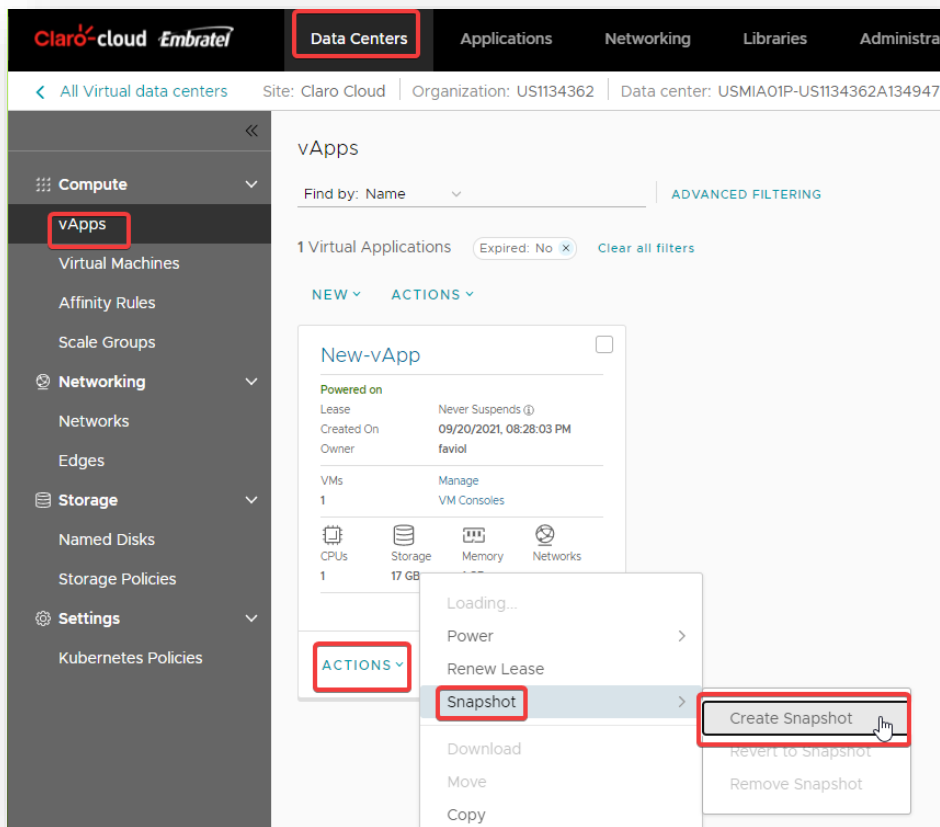 Claro-cloud Embratel Data Centers Applications Networking Libraries Administra
All Virtual data centers Site: Claro Cloud Organization: US1134362 Data center: USMIA01P-US1134362A134947
Compute
vApps
Virtual Machines
Affinity Rules
Scale Groups
Networking
Networks
Edges
Storage
Named Disks
Storage Policies
Settings
Kubernetes Policies
vApps
Find by: Name ADVANCED FILTERING
1 Virtual Applications Expired: No Clear all filters
NEW ACTIONS
New-vApp
Powered on
Lease Never Suspends
Created On 09/20/2021, 08:28:03 PM
Owner faviol
VMs Manage
1 VM Consoles
CPUs Storage Memory Networks
1 17 GB
ACTIONS
Loading...
Power
Renew Lease
Snapshot
Download
Move
Copy
Create Snapshot
Revert to Snapshot
Remove Snapshot